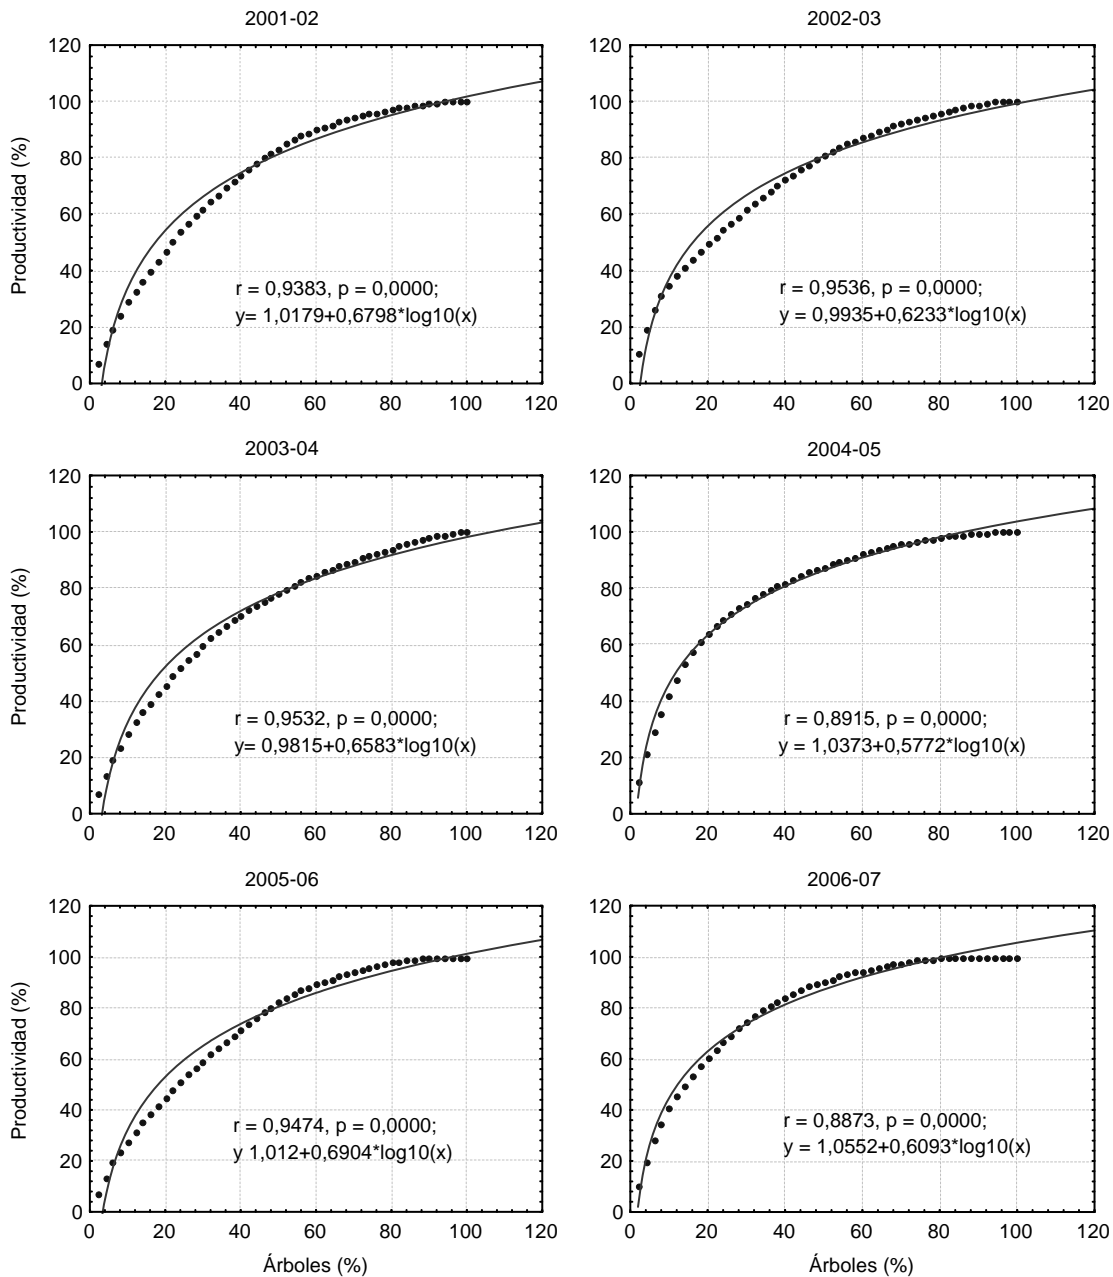 2001-02
2002-03
120
100
80
60
40
20
0
Productividad (%)
r = 0,9383, p = 0,0000;
y= 1,0179+0,6798*log10(x)
0 20 40 60 80 100 120
120
100
80
60
40
20
0
r = 0,9536, p = 0,0000;
y = 0,9935+0,6233*log10(x)
0 20 40 60 80 100 120
2003-04
2004-05
120
100
80
60
40
20
0
Productividad (%)
r = 0,9532, p = 0,0000;
y= 0,9815+0,6583*log10(x)
0 20 40 60 80 100 120
120
100
80
60
40
20
0
r = 0,8915, p = 0,0000;
y = 1,0373+0,5772*log10(x)
0 20 40 60 80 100 120
2005-06
2006-07
120
100
80
60
40
20
0
Productividad (%)
r = 0,9474, p = 0,0000;
y 1,012+0,6904*log10(x)
0 20 40 60 80 100 120
Árboles (%)
120
100
80
60
40
20
0
r = 0,8873, p = 0,0000;
y = 1,0552+0,6093*log10(x)
0 20 40 60 80 100 120
Árboles (%)